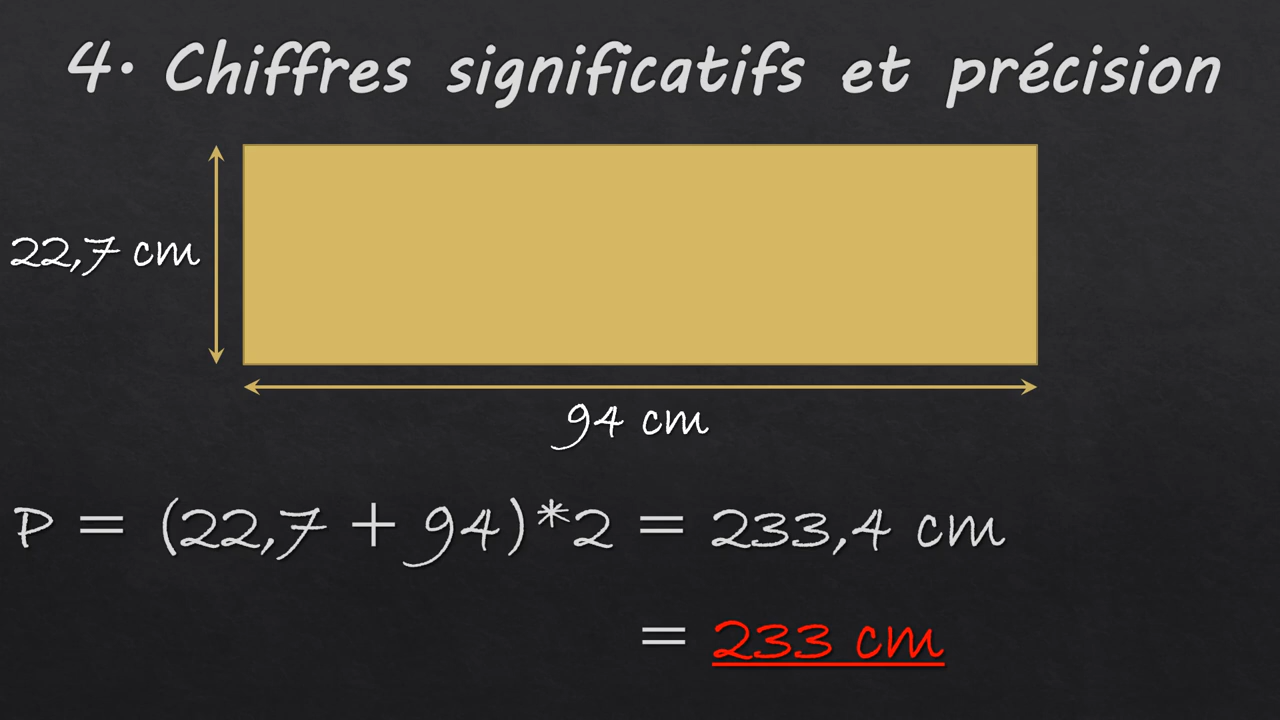 4. Chiffres significatifs et précision
22,7 cm
94 cm
P = (22,7 + 94)*2 = 233,4 cm
= 233 cm